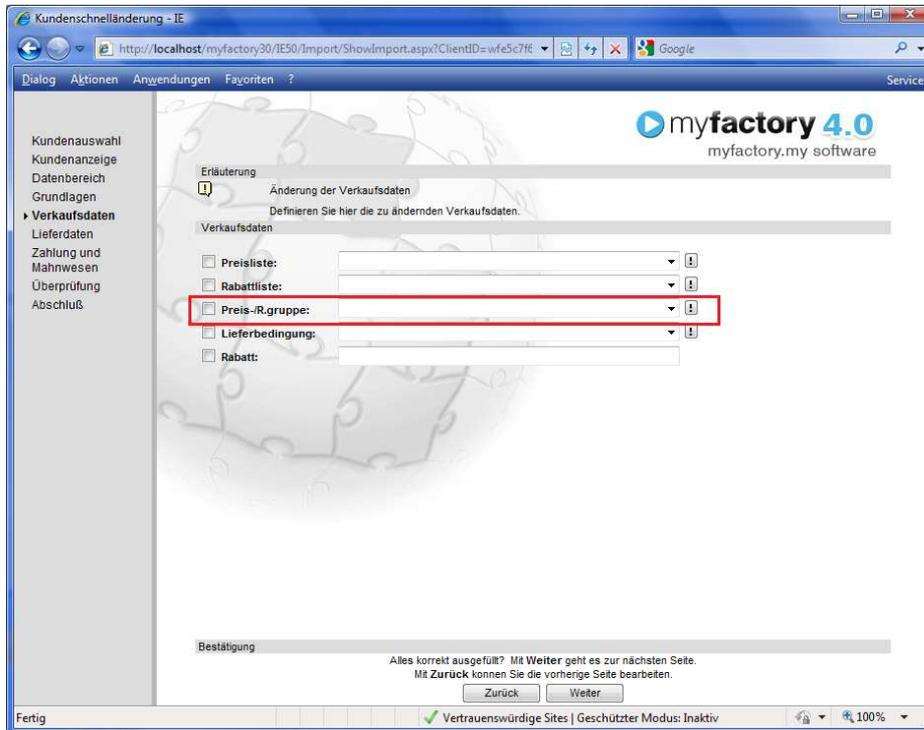 Kundenschnelländerung - IE
http://localhost/myfactory30/IE50/Import/ShowImport.aspx?ClientID=wfe5c7f6
Google
Dialog Aktionen Anwendungen Favoriten ? Service
myfactory 4.0
myfactory.my software
Kundenauswahl
Kundenanzeige
Datenbereich
Grundlagen
Verkaufsdaten
Lieferdaten
Zahlung und
Mahnwesen
Überprüfung
Abschluß
Erläuterung
Änderung der Verkaufsdaten
Definieren Sie hier die zu ändernden Verkaufsdaten.
Verkaufsdaten
Preisliste:
Rabattliste:
Preis-/R.gruppe:
Lieferbedingung:
Rabatt:
Bestätigung
Alles korrekt ausgefüllt? Mit Weiter geht es zur nächsten Seite.
Mit Zurück konnen Sie die vorherige Seite bearbeiten.
Zurück Weiter
Fertig Vertrauenswürdige Sites | Geschützter Modus: Inaktiv 100%